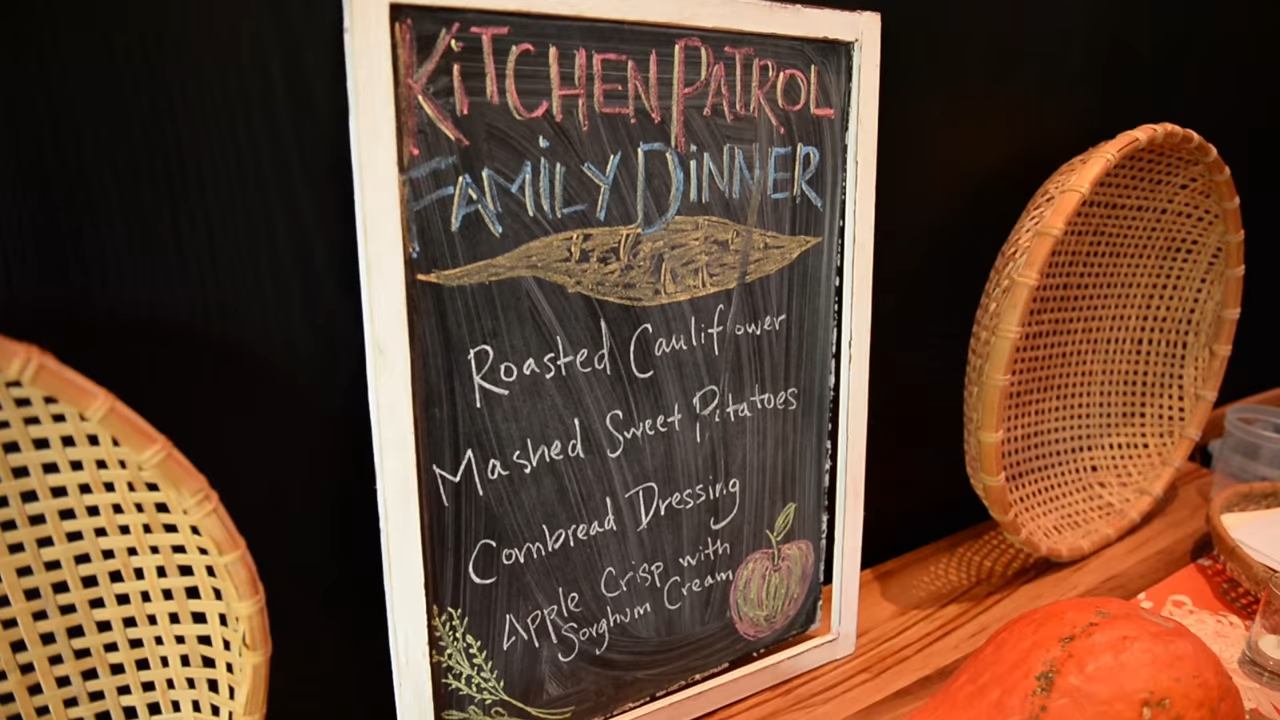 KiTCHEN PATROL
FAMiLY DiNNER
Roasted Cauliflower
Mashed Sweet Potatoes
Cornbread Dressing
Apple Crisp with
Sorghum Cream